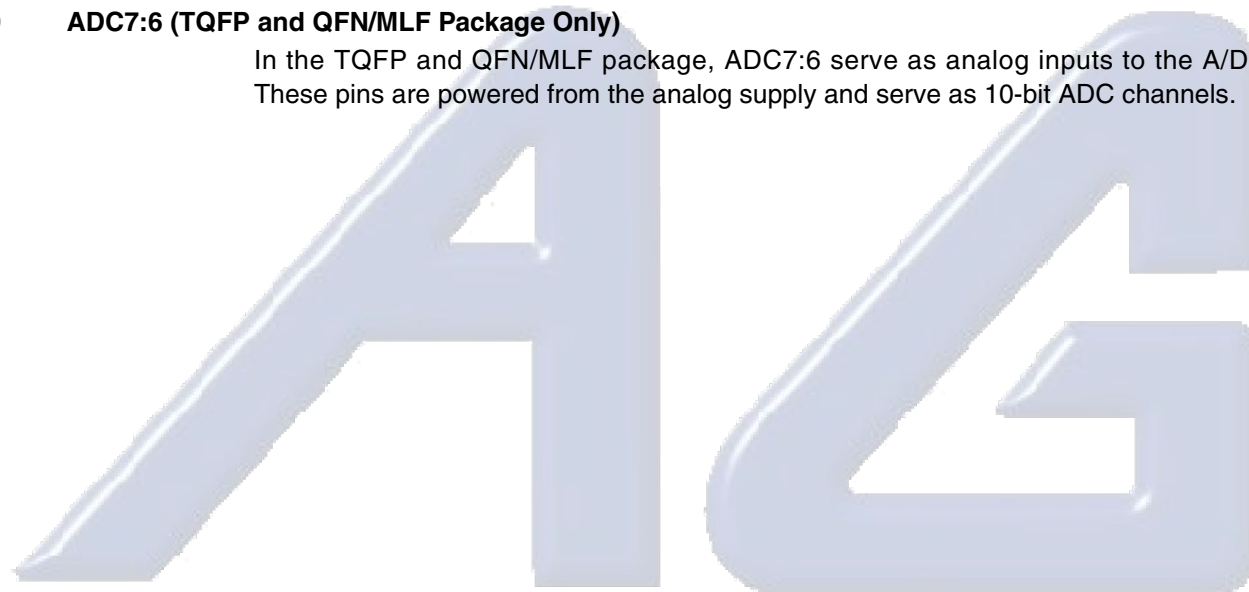 ADC7:6 (TQFP and QFN/MLF Package Only)
In the TQFP and QFN/MLF package, ADC7:6 serve as analog inputs to the A/D
These pins are powered from the analog supply and serve as 10-bit ADC channels.
AG